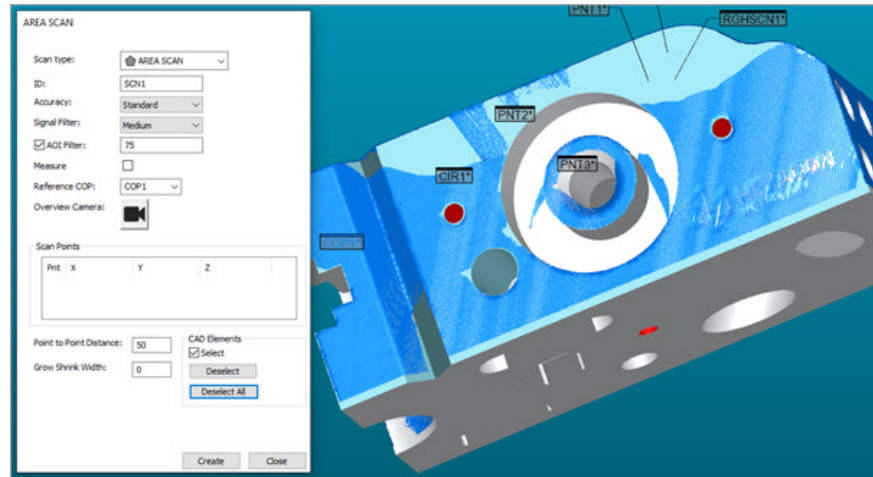 AREA SCAN
Scan type: AREA SCAN
ID: SCN1
Accuracy: Standard
Signal Filter: Medium
AOI Filter: 75
Measure
Reference COP: COP1
Overview Camera:
Scan Points
Pnt X Y Z
Point to Point Distance: 50
Grow Shrink Width: 0
CAD Elements
Select
Deselect
Deselect All
Create Close
PNT1*
RGHSCN1*
PNT2*
PNT3*
CIR1*